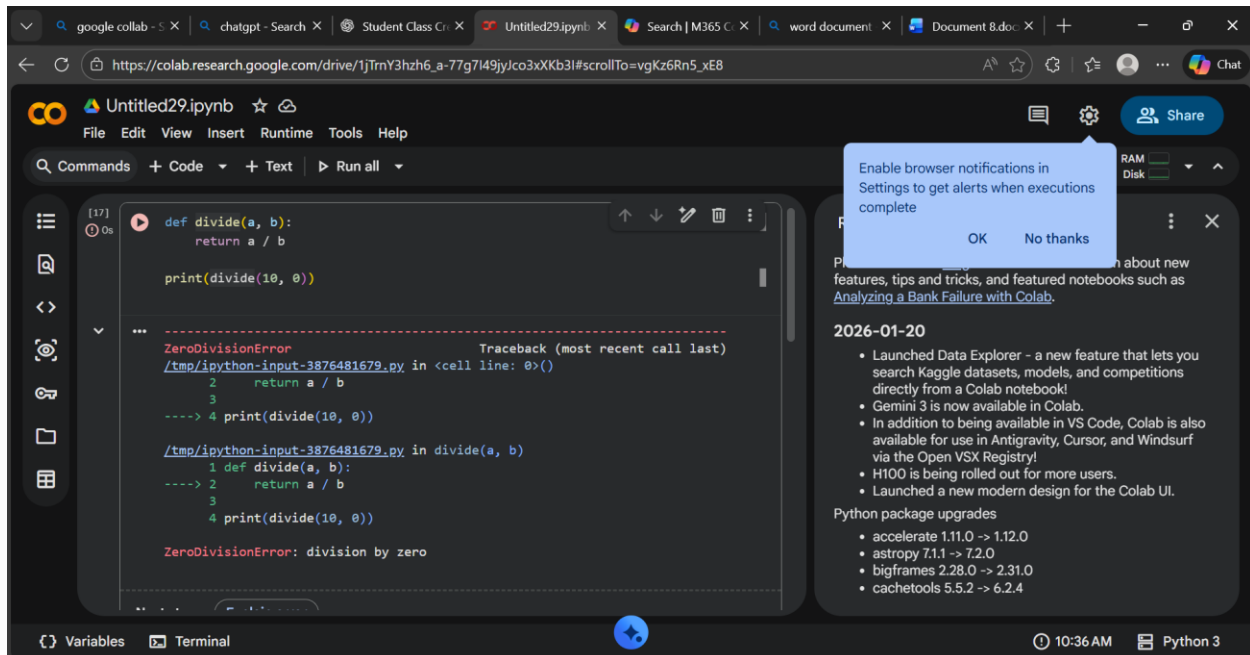 google collab - S
chatgpt - Search
Student Class Cre
Untitled29.ipynb
Search | M365 C
word document
Document 8.doc
https://colab.research.google.com/drive/1jTrnY3hzh6_a-77g7I49jyJco3xXKb3I#scrollTo=vgKz6Rn5_xE8
Chat
CO Untitled29.ipynb
File Edit View Insert Runtime Tools Help
Share
Commands + Code + Text Run all
RAM
Disk
Enable browser notifications in
Settings to get alerts when executions
complete
OK No thanks
[17]
0s
def divide(a, b):
    return a / b
print(divide(10, 0))
---------------------------------------------------------------------------
ZeroDivisionError                         Traceback (most recent call last)
/tmp/ipython-input-3876481679.py in <cell line: 0>()
      2     return a / b
      3
----> 4 print(divide(10, 0))
/tmp/ipython-input-3876481679.py in divide(a, b)
      1 def divide(a, b):
----> 2     return a / b
      3
      4 print(divide(10, 0))
ZeroDivisionError: division by zero
about new
features, tips and tricks, and featured notebooks such as
Analyzing a Bank Failure with Colab.
2026-01-20
• Launched Data Explorer - a new feature that lets you
search Kaggle datasets, models, and competitions
directly from a Colab notebook!
• Gemini 3 is now available in Colab.
• In addition to being available in VS Code, Colab is also
available for use in Antigravity, Cursor, and Windsurf
via the Open VSX Registry!
• H100 is being rolled out for more users.
• Launched a new modern design for the Colab UI.
Python package upgrades
• accelerate 1.11.0 -> 1.12.0
• astropy 7.1.1 -> 7.2.0
• bigframes 2.28.0 -> 2.31.0
• cachetools 5.5.2 -> 6.2.4
{} Variables Terminal
10:36 AM Python 3